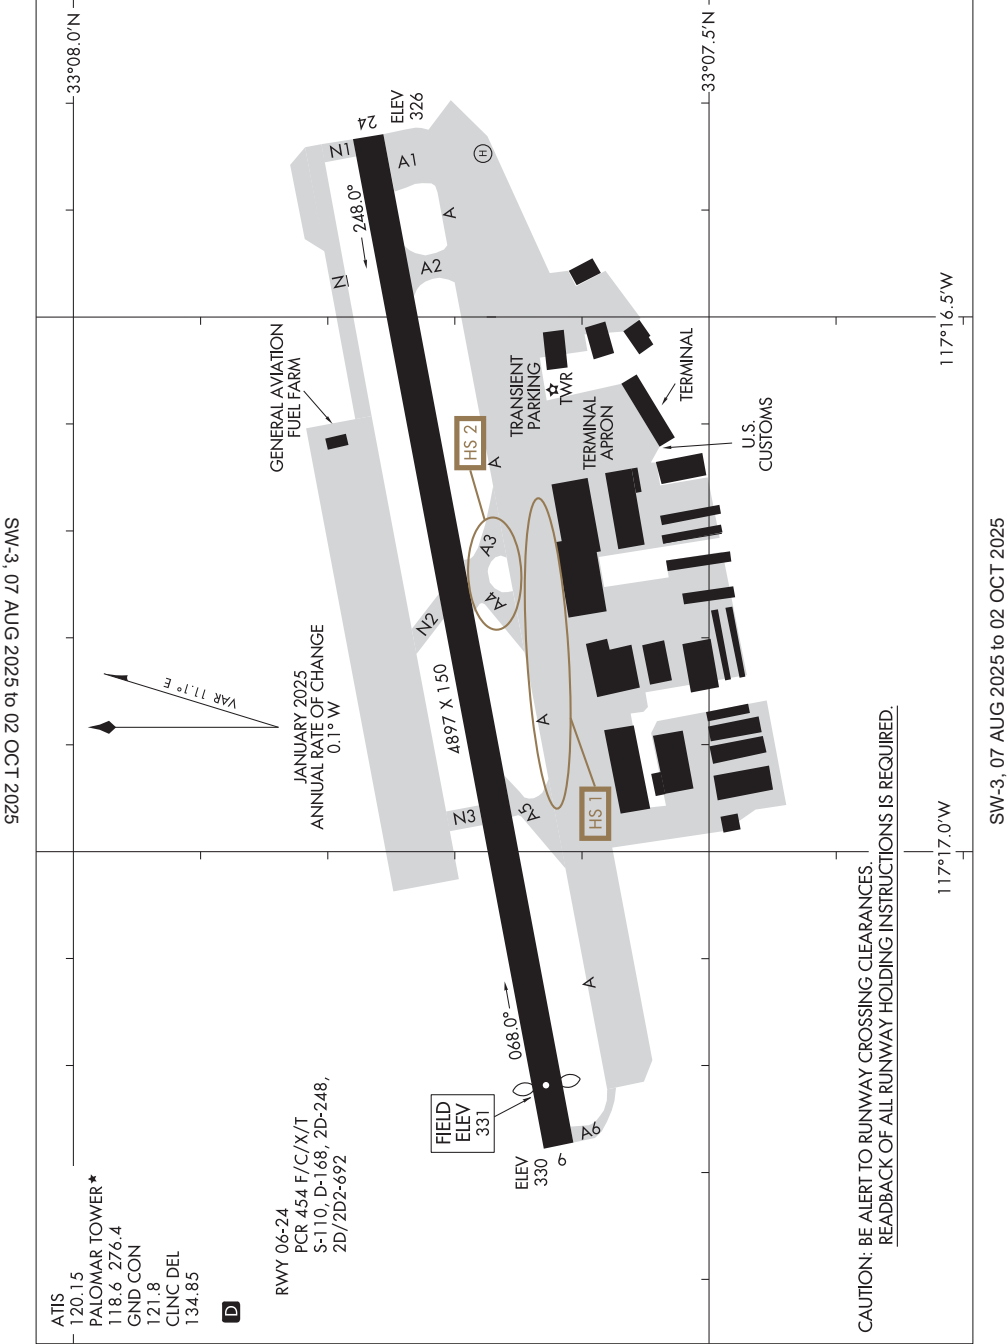 SW-3, 07 AUG 2025 to 02 OCT 2025
ATIS
120.15
PALOMAR TOWER★
118.6 276.4
GND CON
121.8
CLNC DEL
134.85
D
RWY 06-24
PCR 454 F/C/X/T
S-110, D-168, 2D-248,
2D/2D2-692
33°08.0'N
33°07.5'N
117°16.5'W
117°17.0'W
JANUARY 2025
ANNUAL RATE OF CHANGE
0.1° W
VAR 11.1° E
GENERAL AVIATION
FUEL FARM
N1
N
N2
N3
24
ELEV
326
248.0°
4897 X 150
068.0°
FIELD
ELEV
331
ELEV
330
6
A1
A
A2
H
HS 2
A
A3
A4
A
A5
HS 1
A
A6
TRANSIENT
PARKING
TWR
TERMINAL
APRON
TERMINAL
U.S.
CUSTOMS
CAUTION: BE ALERT TO RUNWAY CROSSING CLEARANCES.
READBACK OF ALL RUNWAY HOLDING INSTRUCTIONS IS REQUIRED.
SW-3, 07 AUG 2025 to 02 OCT 2025